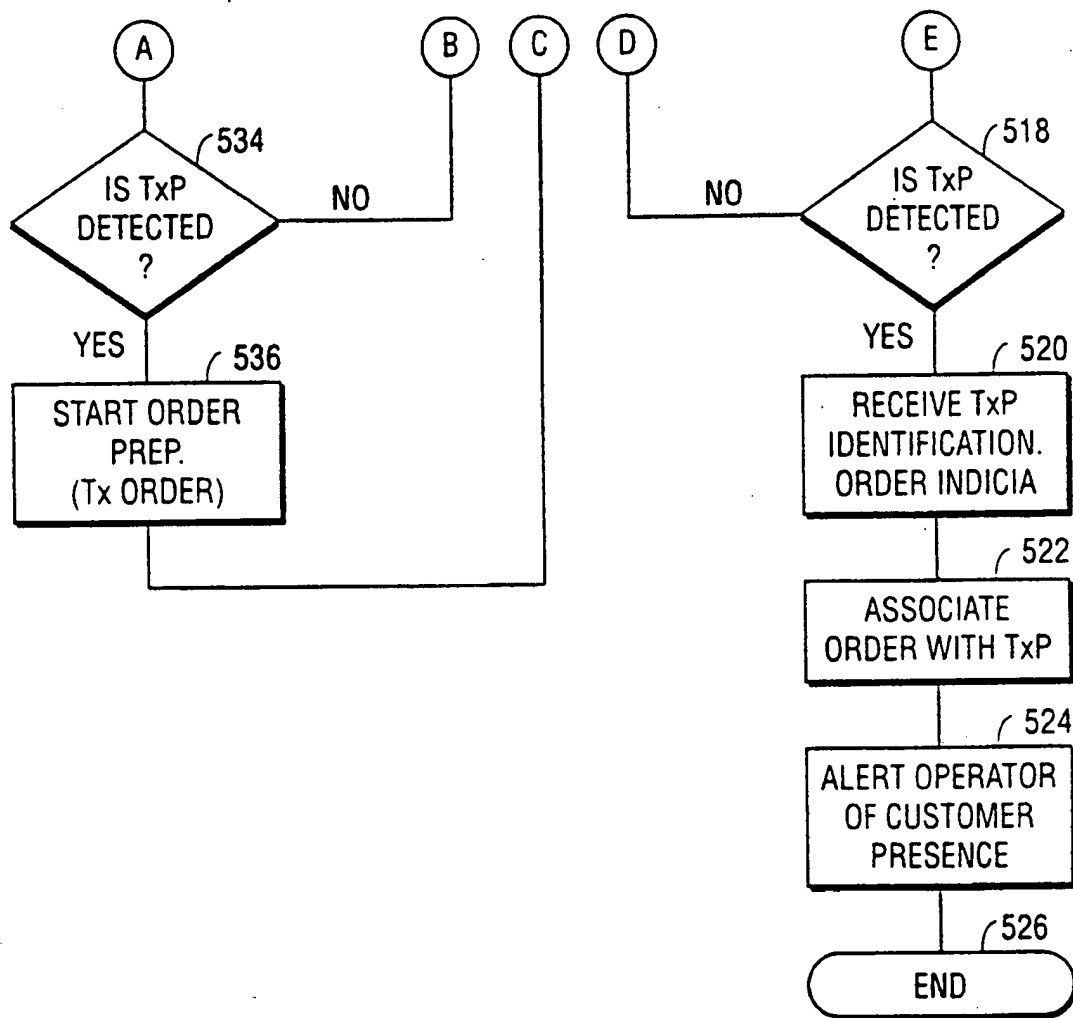 A
B
C
D
E
534
IS TxP
DETECTED
?
NO
YES
536
START ORDER
PREP.
(Tx ORDER)
518
IS TxP
DETECTED
?
NO
YES
520
RECEIVE TxP
IDENTIFICATION.
ORDER INDICIA
522
ASSOCIATE
ORDER WITH TxP
524
ALERT OPERATOR
OF CUSTOMER
PRESENCE
526
END